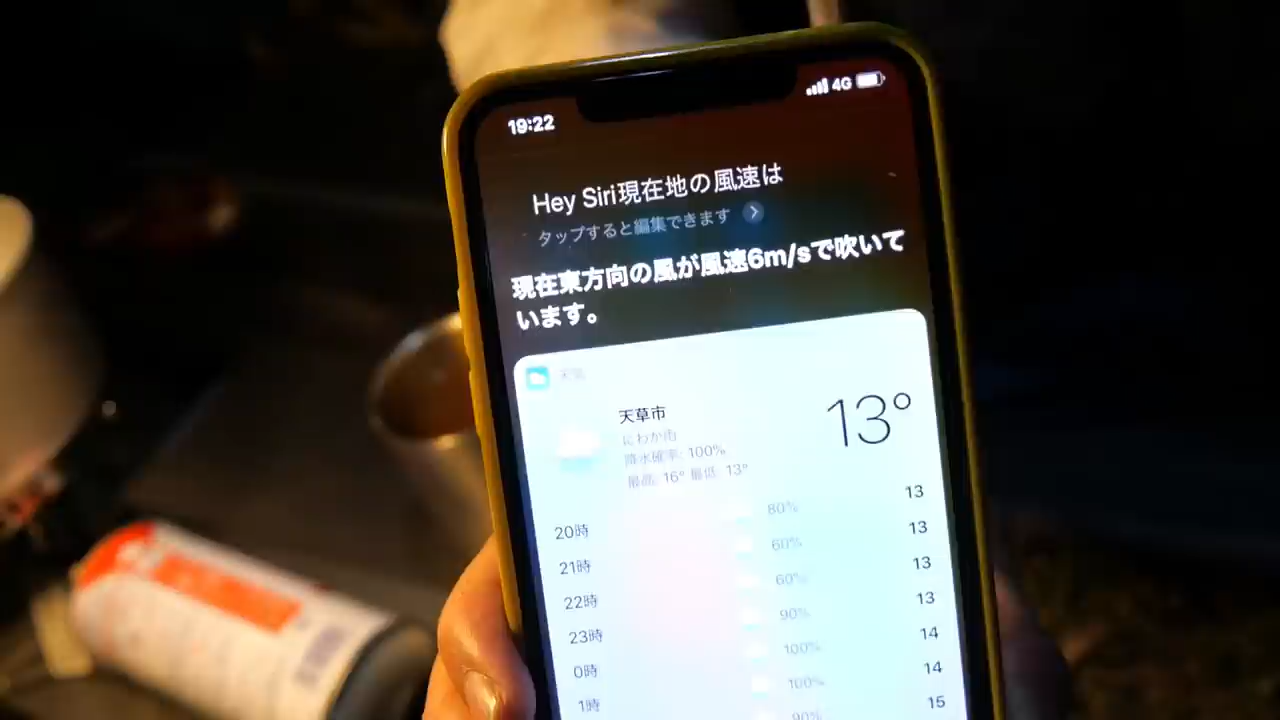 19:22
4G
Hey Siri現在地の風速は
タップすると編集できます
現在東方向の風が風速6m/sで吹いて
います。
天気
天草市
13°
にわか雨
降水確率: 100%
最高: 16° 最低: 13°
20時 80% 13
21時 60% 13
22時 60% 13
23時 90% 13
0時 100% 14
1時 100% 14
90% 15